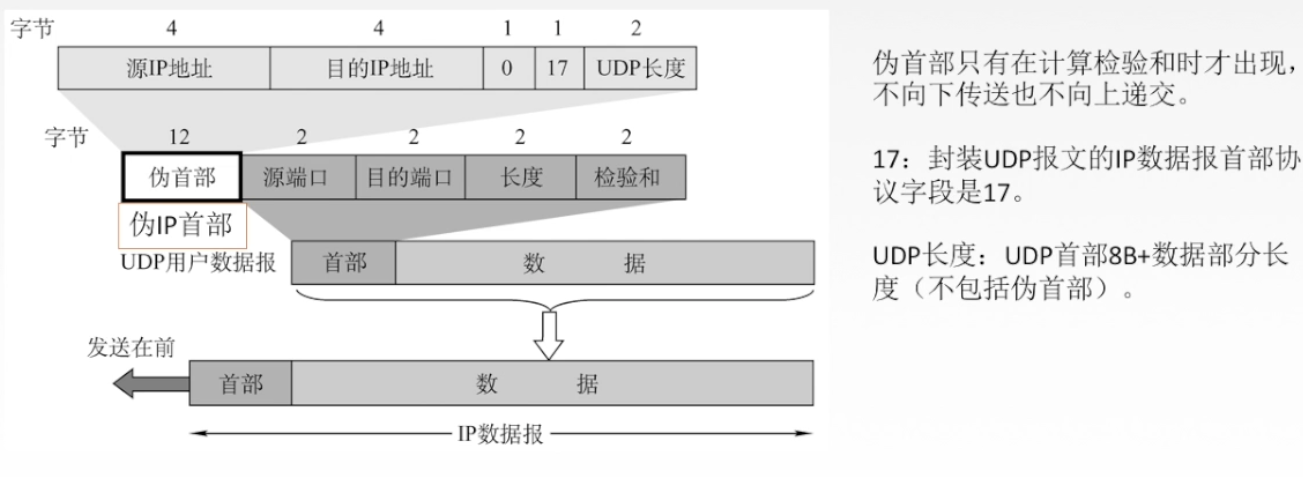 字节 4 4 1 1 2
源IP地址 目的IP地址 0 17 UDP长度
字节 12 2 2 2 2
伪首部 源端口 目的端口 长度 检验和
伪IP首部
UDP用户数据报 首部 数 据
发送在前
首部 数 据
IP数据报
伪首部只有在计算检验和时才出现，
不向下传送也不向上递交。
17：封装UDP报文的IP数据报首部协
议字段是17。
UDP长度：UDP首部8B+数据部分长
度（不包括伪首部）。